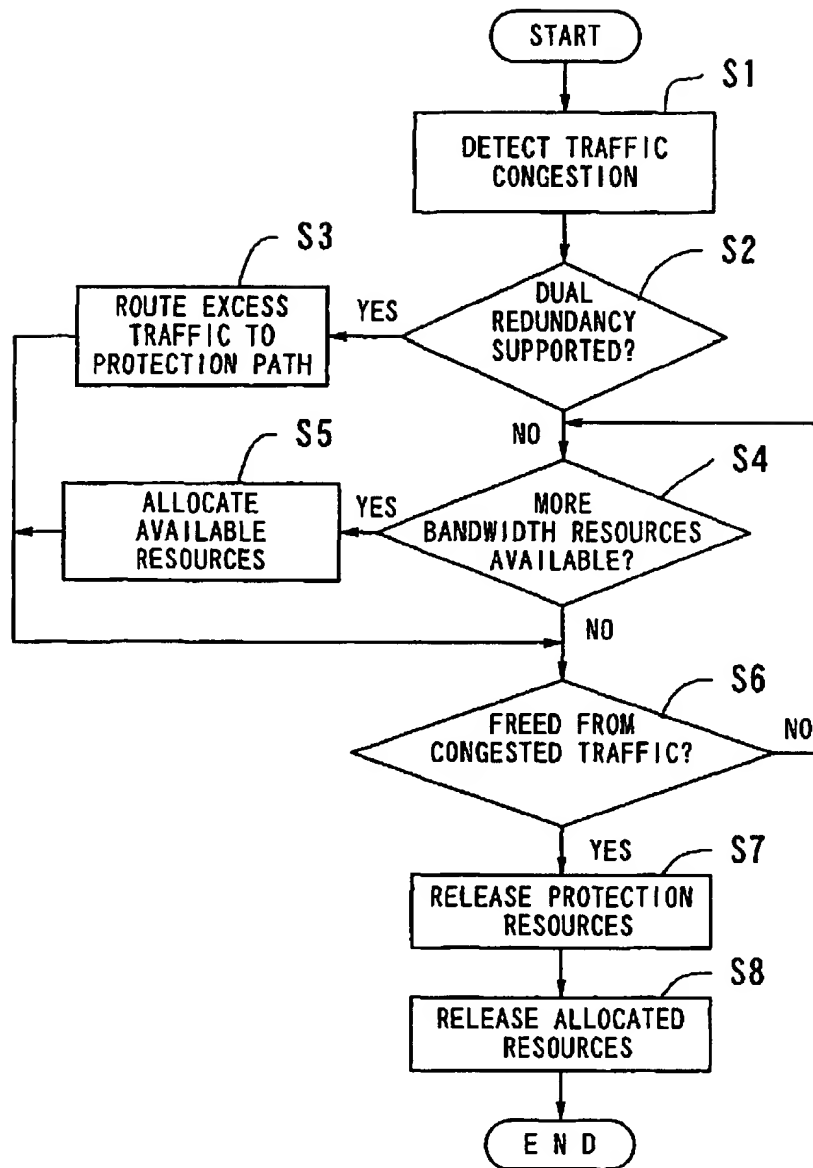 START
S1
DETECT TRAFFIC
CONGESTION
S3
S2
ROUTE EXCESS
TRAFFIC TO
PROTECTION PATH
YES
DUAL
REDUNDANCY
SUPPORTED?
NO
S5
S4
ALLOCATE
AVAILABLE
RESOURCES
YES
MORE
BANDWIDTH RESOURCES
AVAILABLE?
NO
S6
FREED FROM
CONGESTED TRAFFIC?
NO
YES
S7
RELEASE PROTECTION
RESOURCES
S8
RELEASE ALLOCATED
RESOURCES
END